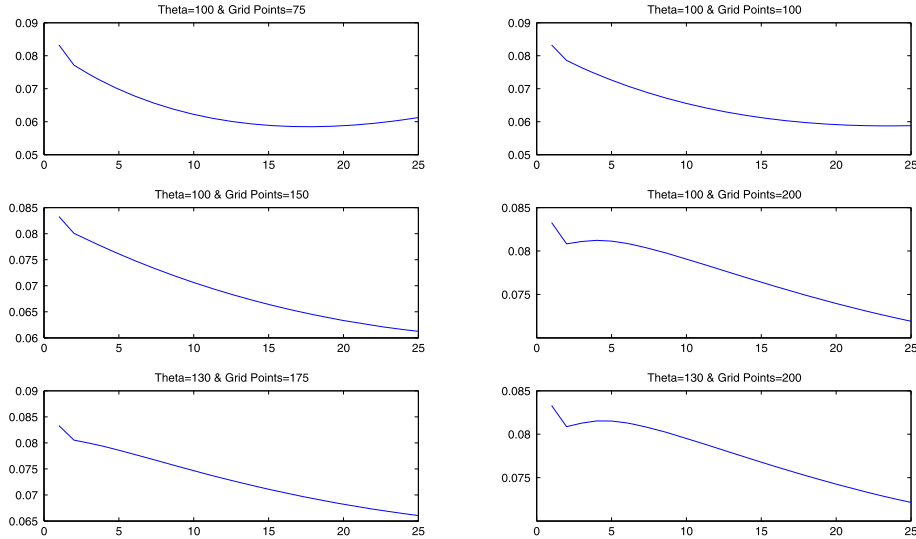 Theta=100 & Grid Points=75
0.09
0.08
0.07
0.06
0.05
0 5 10 15 20 25
Theta=100 & Grid Points=100
0.09
0.08
0.07
0.06
0.05
0 5 10 15 20 25
Theta=100 & Grid Points=150
0.085
0.08
0.075
0.07
0.065
0.06
0 5 10 15 20 25
Theta=100 & Grid Points=200
0.085
0.08
0.075
0 5 10 15 20 25
Theta=130 & Grid Points=175
0.09
0.085
0.08
0.075
0.07
0.065
0 5 10 15 20 25
Theta=130 & Grid Points=200
0.085
0.08
0.075
0 5 10 15 20 25